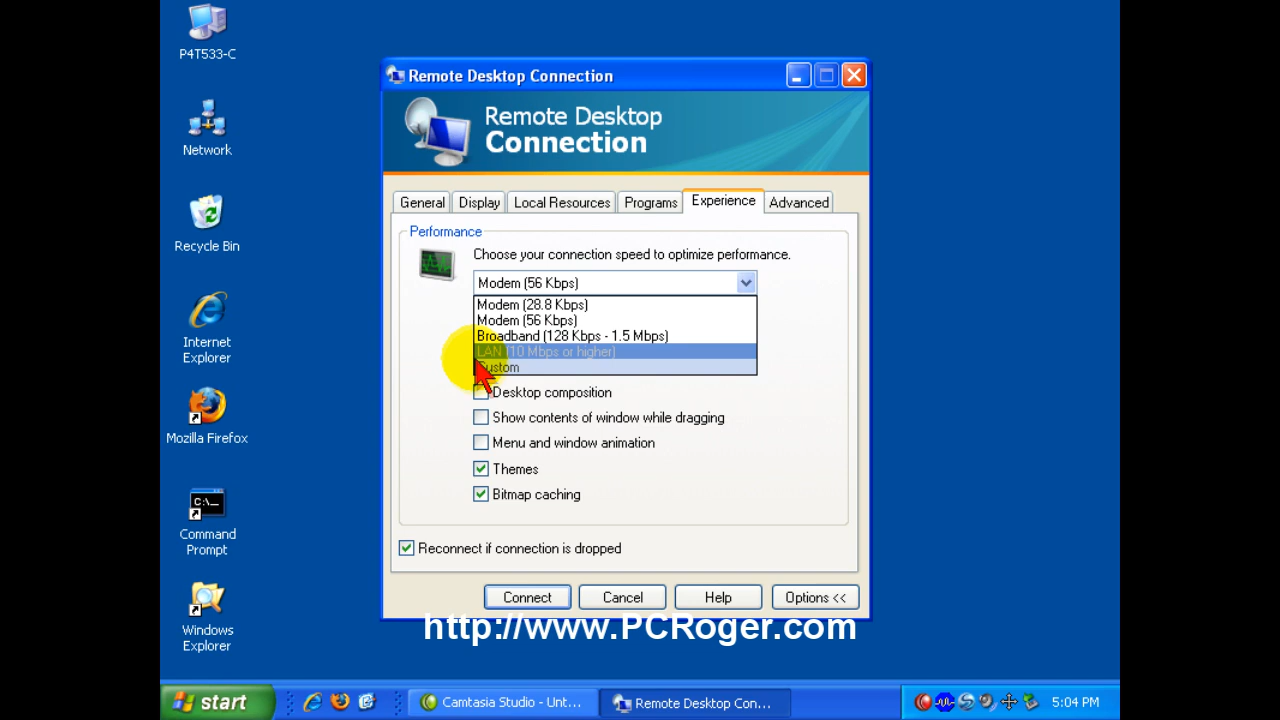 P4T533-C
Network
Recycle Bin
Internet
Explorer
Mozilla Firefox
C:\_
Command
Prompt
Windows
Explorer
Remote Desktop Connection
Remote Desktop
Connection
General
Display
Local Resources
Programs
Experience
Advanced
Performance
Choose your connection speed to optimize performance.
Modem (56 Kbps)
Modem (28.8 Kbps)
Modem (56 Kbps)
Broadband (128 Kbps - 1.5 Mbps)
LAN (10 Mbps or higher)
Custom
Desktop composition
Show contents of window while dragging
Menu and window animation
Themes
Bitmap caching
Reconnect if connection is dropped
Connect
Cancel
Help
Options <<
http://www.PCRoger.com
start
Camtasia Studio - Unt...
Remote Desktop Con...
5:04 PM